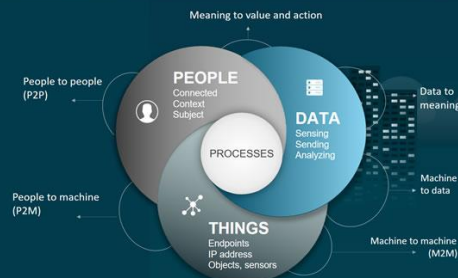 Meaning to value and action
People to people
(P2P)
PEOPLE
Connected
Context
Subject
DATA
Sensing
Sending
Analyzing
Data to
meaning
PROCESSES
Machine
to data
People to machine
(P2M)
THINGS
Endpoints
IP address
Objects, sensors
Machine to machine
(M2M)